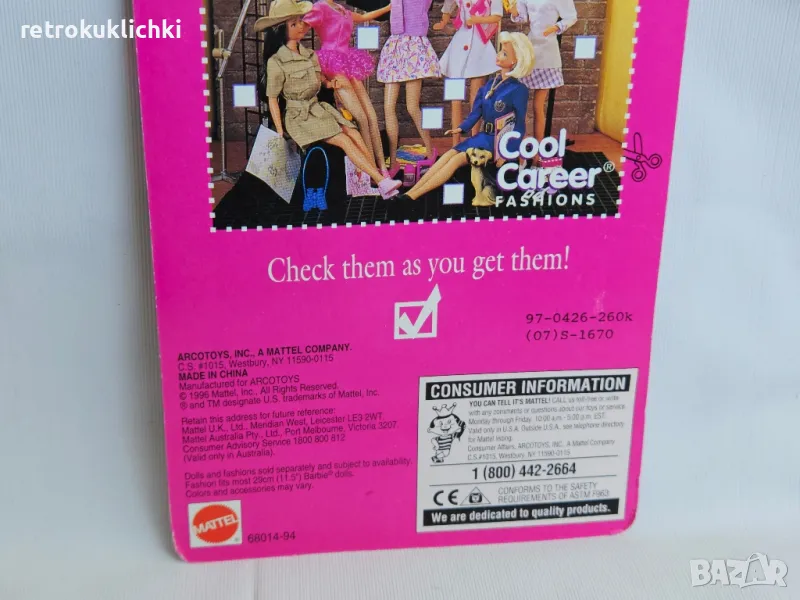 retrokuklichki
Cool
Career®
FASHIONS
Check them as you get them!
97-0426-260k
(07)S-1670
ARCOTOYS, INC., A MATTEL COMPANY.
C.S. #1015, Westbury, NY 11590-0115
MADE IN CHINA
Manufactured for ARCOTOYS
© 1996 Mattel, Inc., All Rights Reserved.
® and TM designate U.S. trademarks of Mattel, Inc.
Retain this address for future reference:
Mattel U.K., Ltd., Meridian West, Leicester LE3 2WT.
Mattel Australia Pty., Ltd., Port Melbourne, Victoria 3207.
Consumer Advisory Service 1800 800 812
(Valid only in Australia).
Dolls and fashions sold separately and subject to availability.
Fashion fits most 29cm (11.5") Barbie® dolls.
Colors and accessories may vary.
MATTEL
68014-94
CONSUMER INFORMATION
YOU CAN TELL IT'S MATTEL! CALL us toll-free or write
with any comments or questions about our toys or service.
Monday through Friday, 10:00 a.m. - 5:00 p.m. EST.
Valid only in U.S.A. Outside U.S.A., see telephone directory
for Mattel listing.
Consumer Affairs, ARCOTOYS, INC., A Mattel Company
C.S.#1015, Westbury, NY 11590-0115
1 (800) 442-2664
CE
CONFORMS TO THE SAFETY
REQUIREMENTS OF ASTM F963
We are dedicated to quality products.
BAZAR